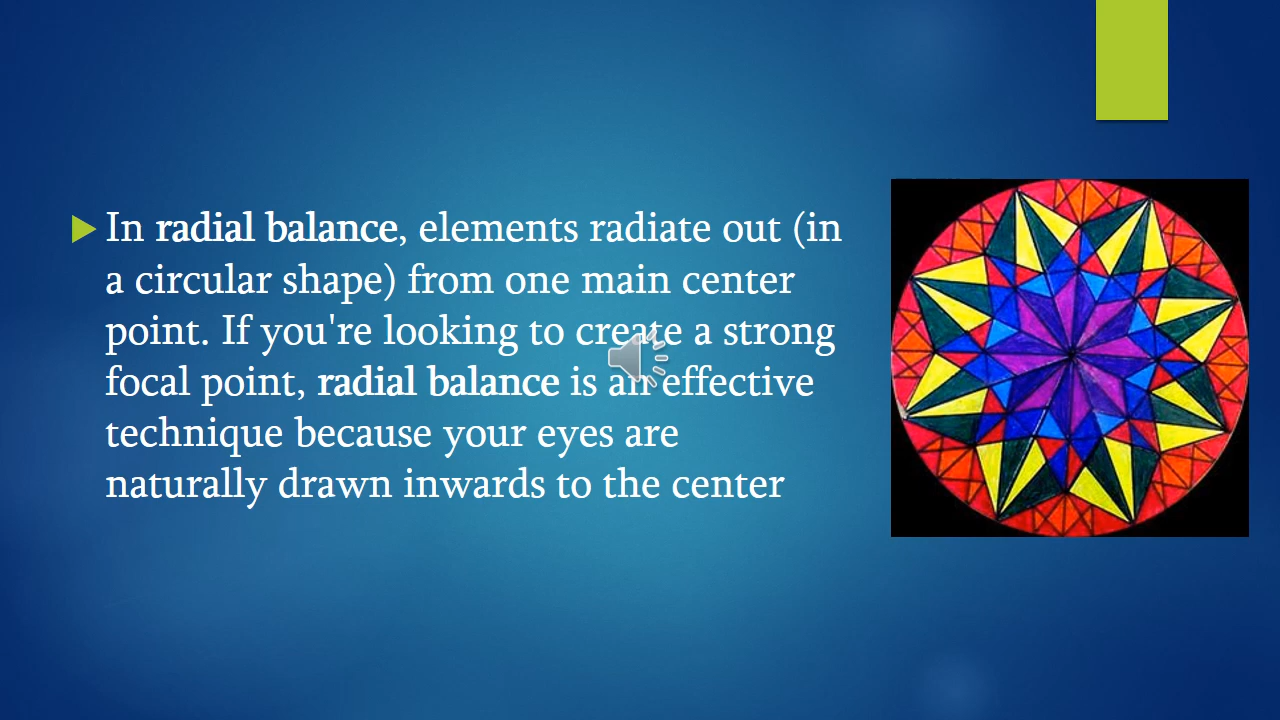 In radial balance, elements radiate out (in
a circular shape) from one main center
point. If you're looking to create a strong
focal point, radial balance is an effective
technique because your eyes are
naturally drawn inwards to the center